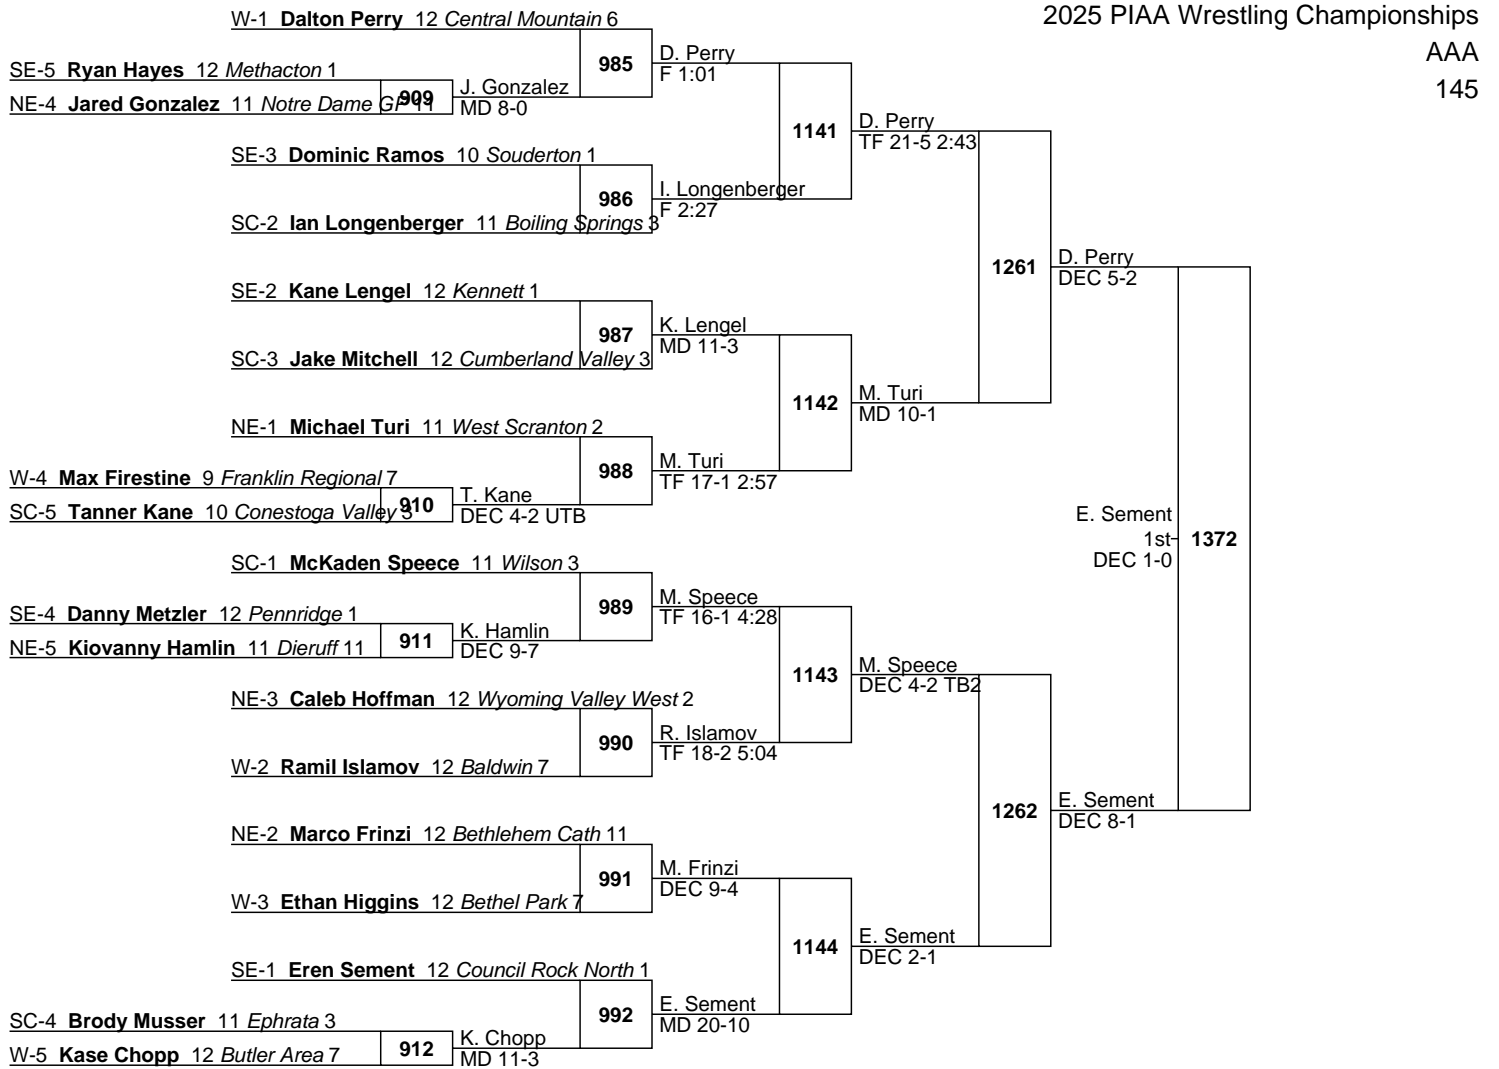 2025 PIAA Wrestling Championships
AAA
145
W-1 Dalton Perry 12 Central Mountain 6
985
D. Perry
F 1:01
SE-5 Ryan Hayes 12 Methacton 1
909
J. Gonzalez
MD 8-0
NE-4 Jared Gonzalez 11 Notre Dame GP 11
1141
D. Perry
TF 21-5 2:43
SE-3 Dominic Ramos 10 Souderton 1
986
I. Longenberger
F 2:27
SC-2 Ian Longenberger 11 Boiling Springs 3
1261
D. Perry
DEC 5-2
SE-2 Kane Lengel 12 Kennett 1
987
K. Lengel
MD 11-3
SC-3 Jake Mitchell 12 Cumberland Valley 3
1142
M. Turi
MD 10-1
NE-1 Michael Turi 11 West Scranton 2
988
M. Turi
TF 17-1 2:57
W-4 Max Firestine 9 Franklin Regional 7
910
T. Kane
DEC 4-2 UTB
SC-5 Tanner Kane 10 Conestoga Valley 3
E. Sement
1st
DEC 1-0
1372
SC-1 McKaden Speece 11 Wilson 3
989
M. Speece
TF 16-1 4:28
SE-4 Danny Metzler 12 Pennridge 1
911
K. Hamlin
DEC 9-7
NE-5 Kiovanny Hamlin 11 Dieruff 11
1143
M. Speece
DEC 4-2 TB2
NE-3 Caleb Hoffman 12 Wyoming Valley West 2
990
R. Islamov
TF 18-2 5:04
W-2 Ramil Islamov 12 Baldwin 7
1262
E. Sement
DEC 8-1
NE-2 Marco Frinzi 12 Bethlehem Cath 11
991
M. Frinzi
DEC 9-4
W-3 Ethan Higgins 12 Bethel Park 7
1144
E. Sement
DEC 2-1
SE-1 Eren Sement 12 Council Rock North 1
992
E. Sement
MD 20-10
SC-4 Brody Musser 11 Ephrata 3
912
K. Chopp
MD 11-3
W-5 Kase Chopp 12 Butler Area 7